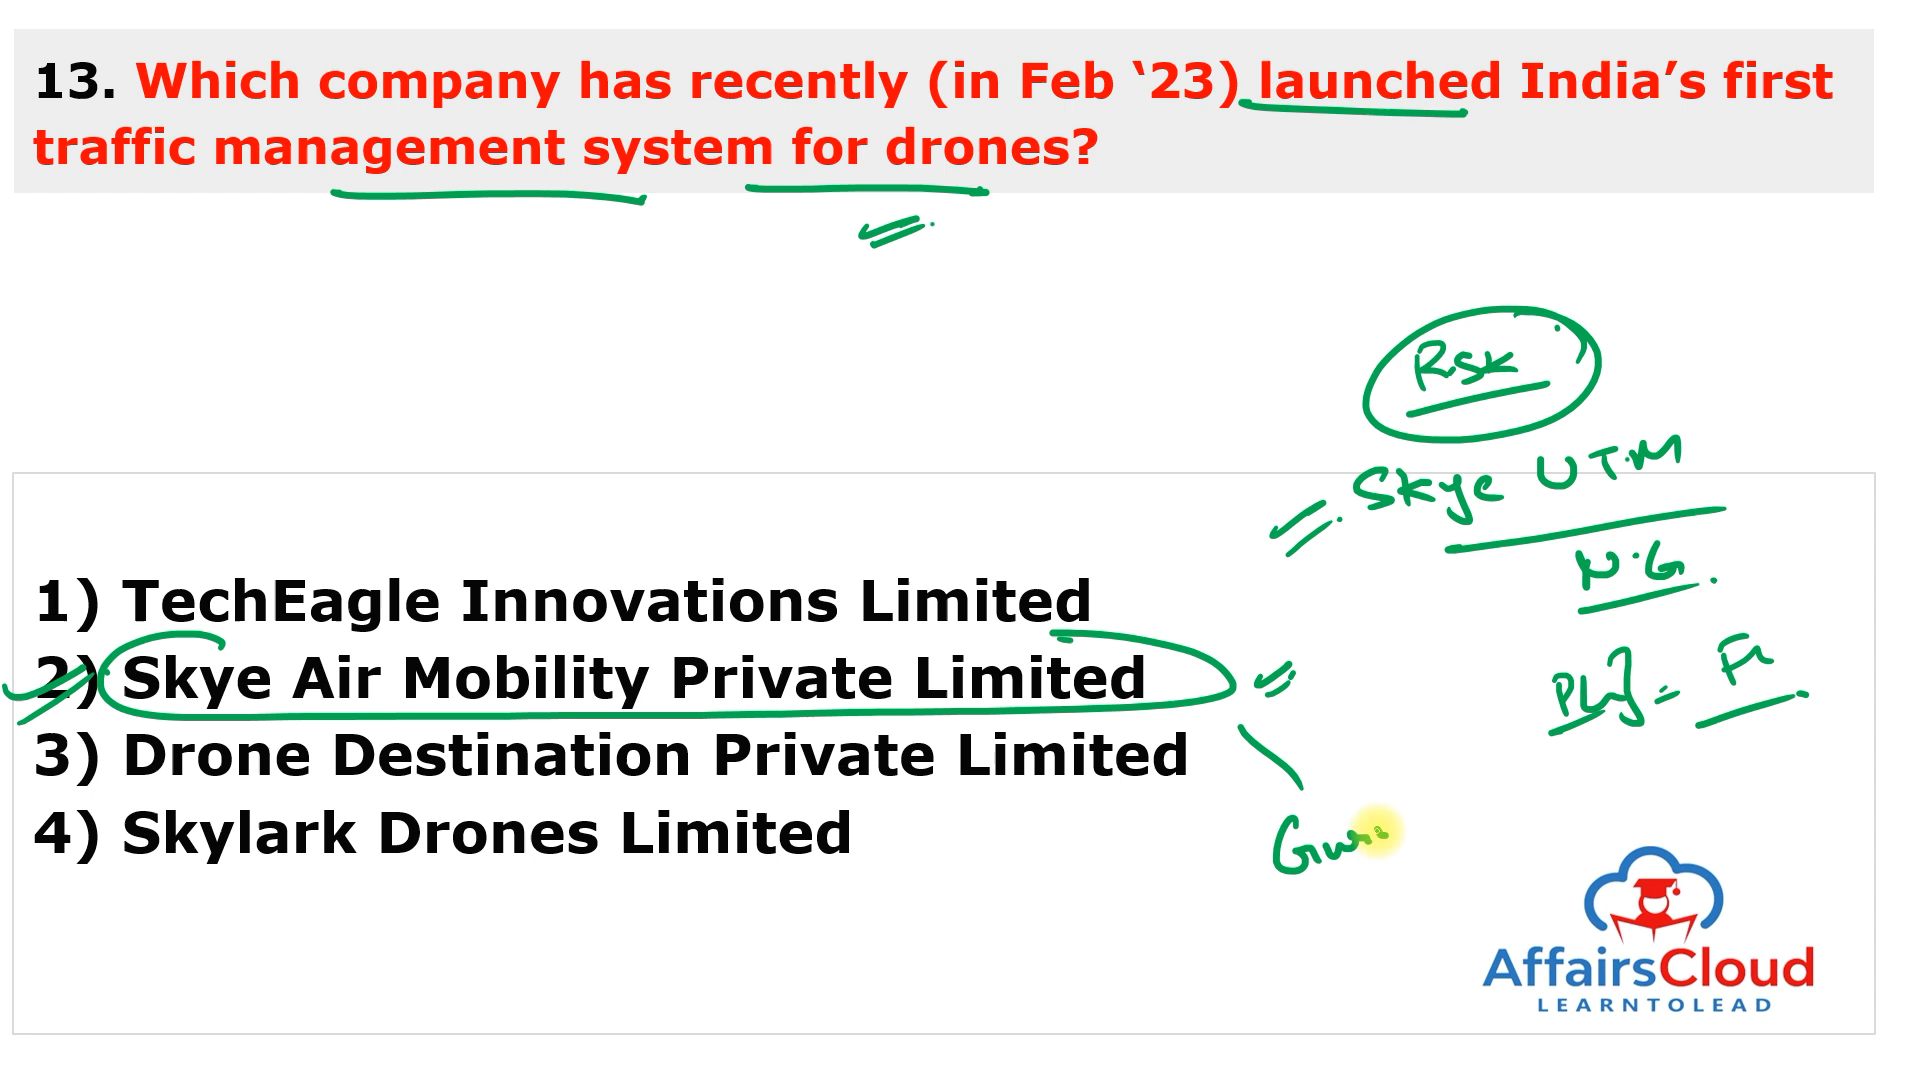 13. Which company has recently (in Feb ‘23) launched India’s first
traffic management system for drones?
RSK
Skye UTM
N.G.
1) TechEagle Innovations Limited
2) Skye Air Mobility Private Limited
3) Drone Destination Private Limited
4) Skylark Drones Limited
AffairsCloud
LEARNTOLEAD